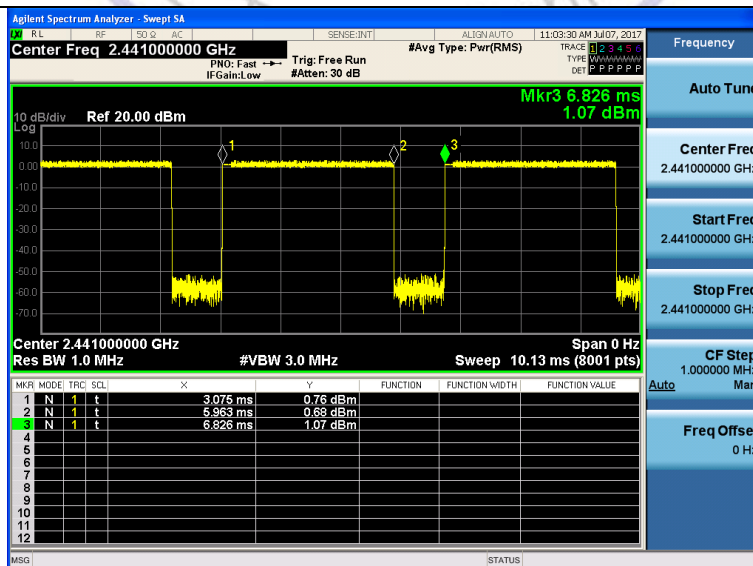 Agilent Spectrum Analyzer - Swept SA
RL RF 50 Ω AC SENSE:INT ALIGN AUTO 11:03:30 AM Jul 07, 2017
Center Freq 2.441000000 GHz
PNO: Fast
IFGain:Low
Trig: Free Run
#Atten: 30 dB
#Avg Type: Pwr(RMS)
TRACE 1 2 3 4 5 6
TYPE W
DET P P P P P P
Mkr3 6.826 ms
1.07 dBm
10 dB/div Ref 20.00 dBm
Log
10.0
0.00
-10.0
-20.0
-30.0
-40.0
-50.0
-60.0
-70.0
1
2
3
Center 2.441000000 GHz Span 0 Hz
Res BW 1.0 MHz #VBW 3.0 MHz Sweep 10.13 ms (8001 pts)
MKR MODE TRC SCL X Y FUNCTION FUNCTION WIDTH FUNCTION VALUE
1 N 1 t 3.075 ms 0.76 dBm
2 N 1 t 5.963 ms 0.68 dBm
3 N 1 t 6.826 ms 1.07 dBm
4
5
6
7
8
9
10
11
12
MSG STATUS
Frequency
Auto Tune
Center Freq
2.441000000 GHz
Start Freq
2.441000000 GHz
Stop Freq
2.441000000 GHz
CF Step
1.000000 MHz
Auto Man
Freq Offset
0 Hz